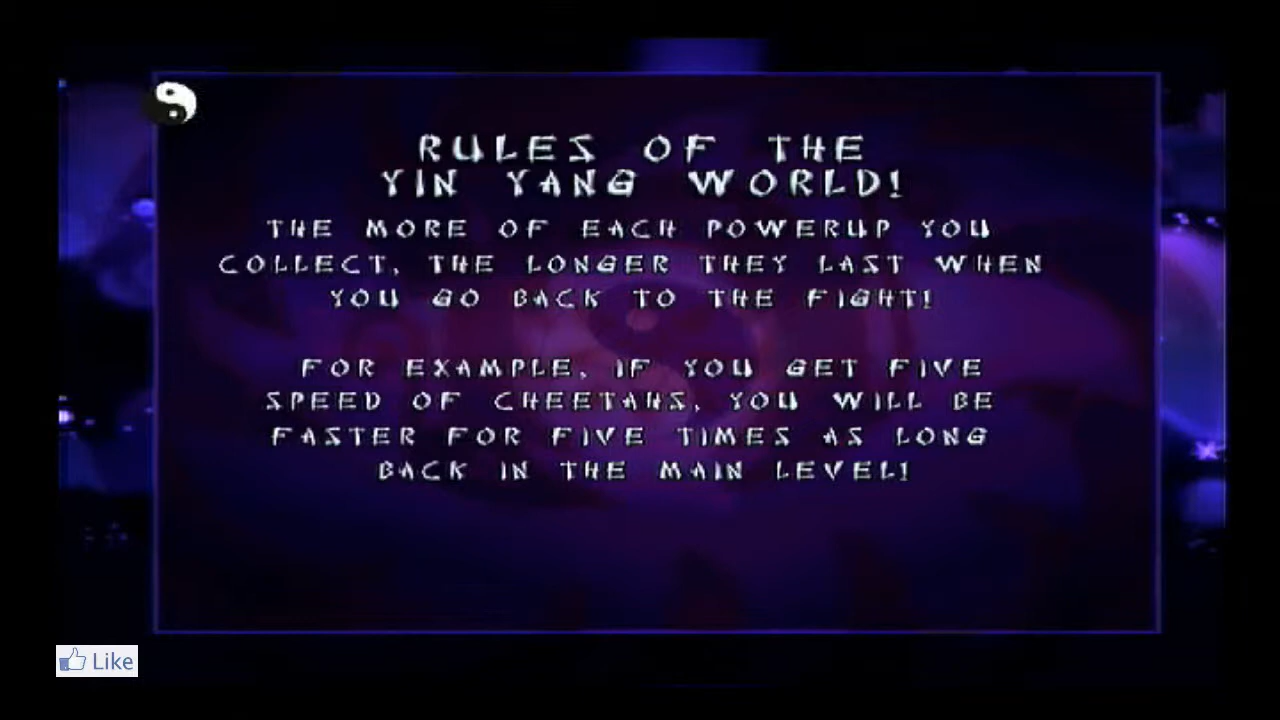 RULES OF THE
YIN YANG WORLD!
THE MORE OF EACH POWERUP YOU
COLLECT, THE LONGER THEY LAST WHEN
YOU GO BACK TO THE FIGHT!
FOR EXAMPLE, IF YOU GET FIVE
SPEED OF CHEETAHS, YOU WILL BE
FASTER FOR FIVE TIMES AS LONG
BACK IN THE MAIN LEVEL!
Like